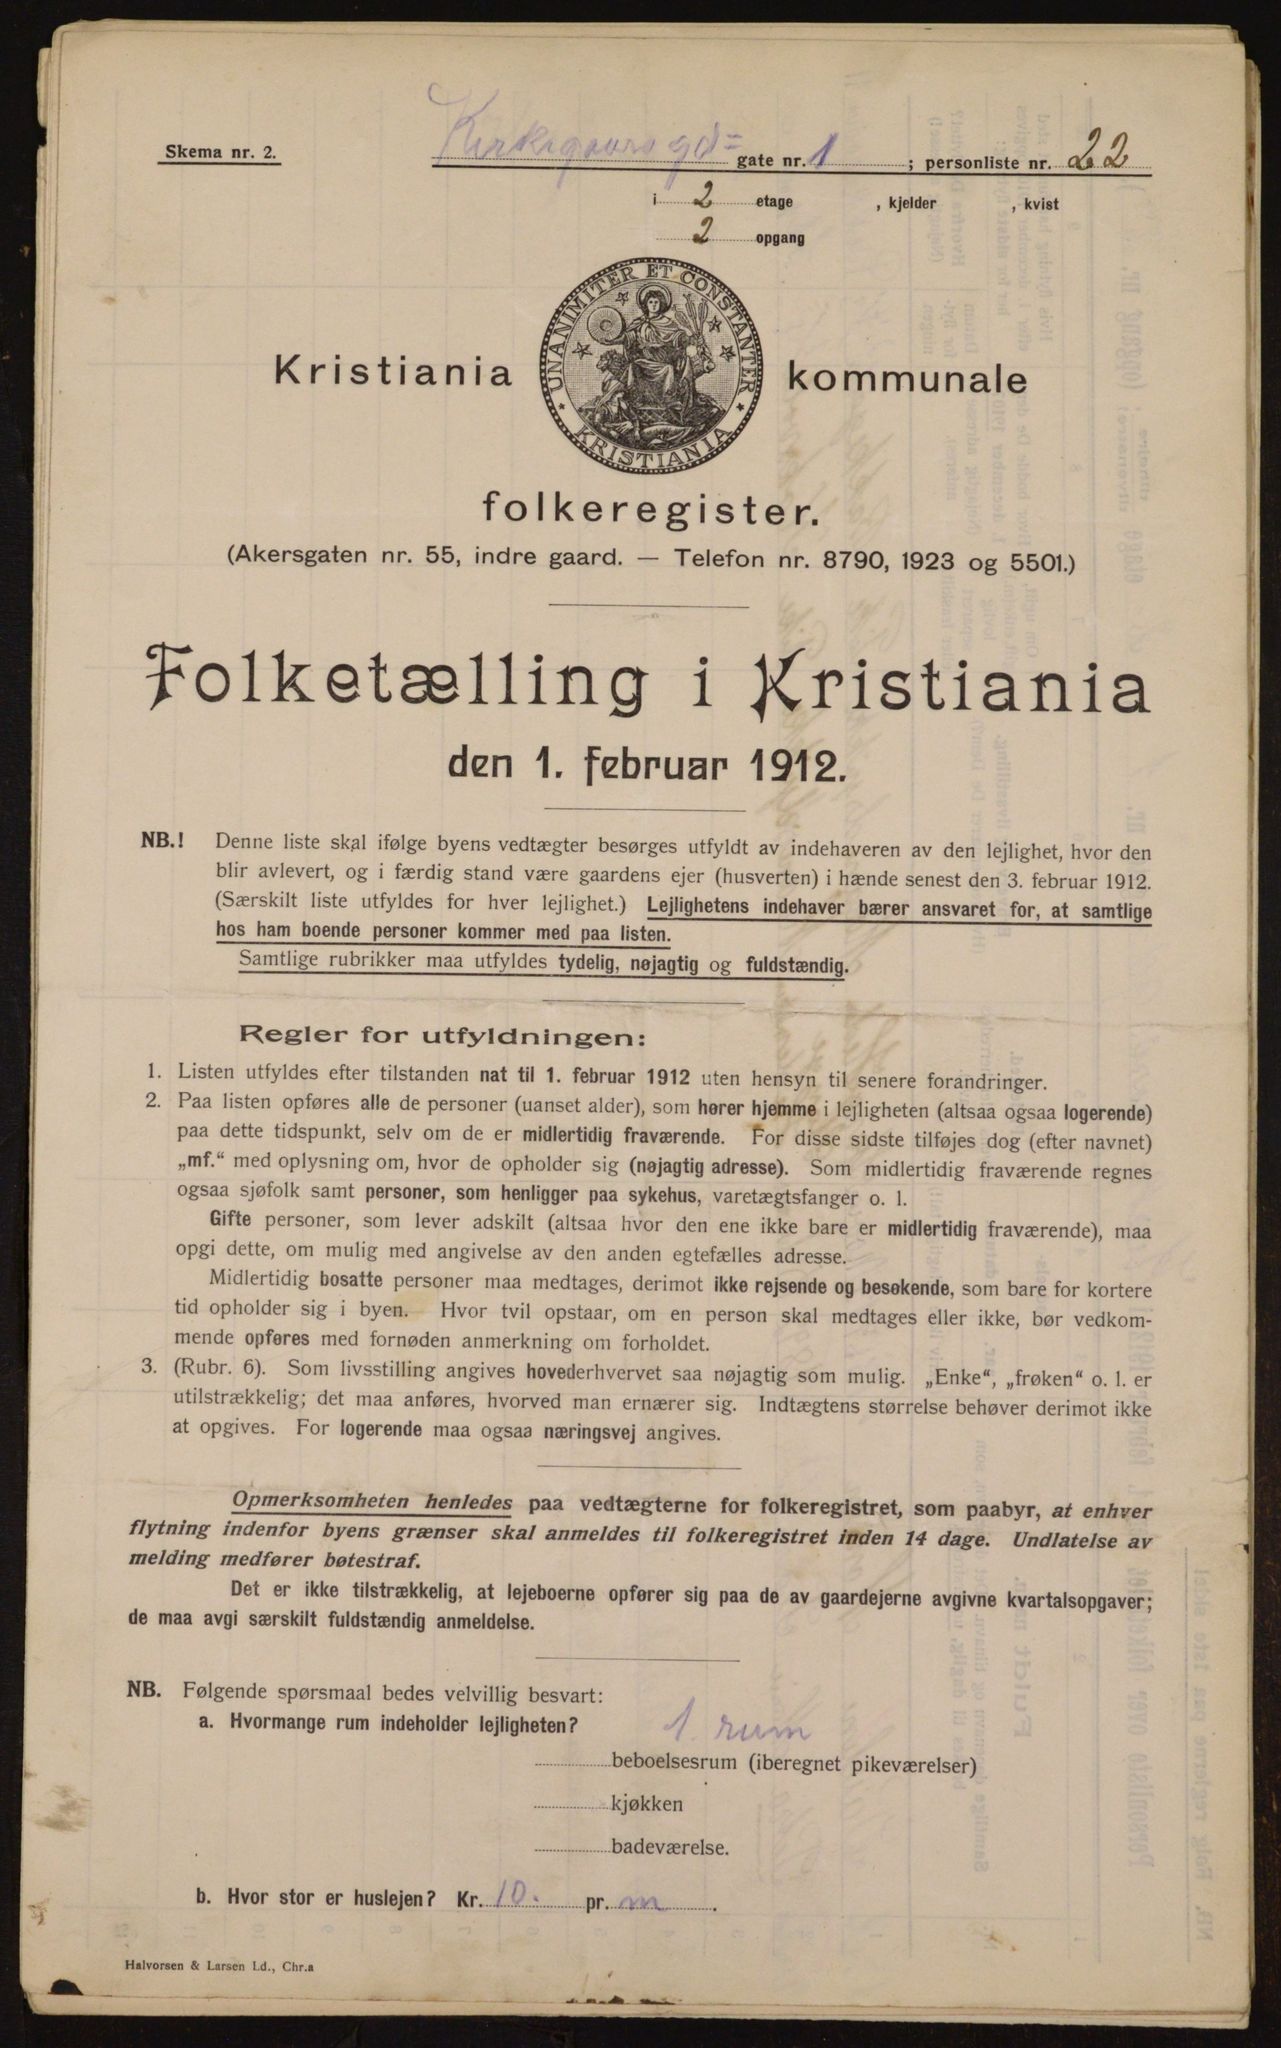 Skema nr. 2.
Kirkegaarsgd= gate nr. 1 ; personliste nr. 22
i 2 etage , kjelder , kvist
2 opgang
UNANIMITER ET CONSTANTER
KRISTIANIA
Kristiania kommunale
folkeregister.
(Akersgaten nr. 55, indre gaard. — Telefon nr. 8790, 1923 og 5501.)
Folketælling i Kristiania
den 1. februar 1912.
NB.! Denne liste skal ifølge byens vedtægter besørges utfyldt av indehaveren av den lejlighet, hvor den
blir avlevert, og i færdig stand være gaardens ejer (husverten) i hænde senest den 3. februar 1912.
(Særskilt liste utfyldes for hver lejlighet.) Lejlighetens indehaver bærer ansvaret for, at samtlige
hos ham boende personer kommer med paa listen.
Samtlige rubrikker maa utfyldes tydelig, nøjagtig og fuldstændig.
Regler for utfyldningen:
1. Listen utfyldes efter tilstanden nat til 1. februar 1912 uten hensyn til senere forandringer.
2. Paa listen opføres alle de personer (uanset alder), som hører hjemme i lejligheten (altsaa ogsaa logerende)
paa dette tidspunkt, selv om de er midlertidig fraværende. For disse sidste tilføjes dog (efter navnet)
„mf.“ med oplysning om, hvor de opholder sig (nøjagtig adresse). Som midlertidig fraværende regnes
ogsaa sjøfolk samt personer, som henligger paa sykehus, varetægtsfanger o. l.
Gifte personer, som lever adskilt (altsaa hvor den ene ikke bare er midlertidig fraværende), maa
opgi dette, om mulig med angivelse av den anden egtefælles adresse.
Midlertidig bosatte personer maa medtages, derimot ikke rejsende og besøkende, som bare for kortere
tid opholder sig i byen. Hvor tvil opstaar, om en person skal medtages eller ikke, bør vedkom-
mende opføres med fornøden anmerkning om forholdet.
3. (Rubr. 6). Som livsstilling angives hovederhvervet saa nøjagtig som mulig. „Enke“, „frøken“ o. l. er
utilstrækkelig; det maa anføres, hvorved man ernærer sig. Indtægtens størrelse behøver derimot ikke
at opgives. For logerende maa ogsaa næringsvej angives.
Opmerksomheten henledes paa vedtægterne for folkeregistret, som paabyr, at enhver
flytning indenfor byens grænser skal anmeldes til folkeregistret inden 14 dage. Undlatelse av
melding medfører bøtestraf.
Det er ikke tilstrækkelig, at lejeboerne opfører sig paa de av gaardejerne avgivne kvartalsopgaver;
de maa avgi særskilt fuldstændig anmeldelse.
NB. Følgende spørsmaal bedes velvillig besvart:
a. Hvormange rum indeholder lejligheten? 1 rum
beboelsesrum (iberegnet pikeværelser)
kjøkken
badeværelse.
b. Hvor stor er huslejen? Kr. 10. pr. m.
Halvorsen & Larsen Ld., Chr.a